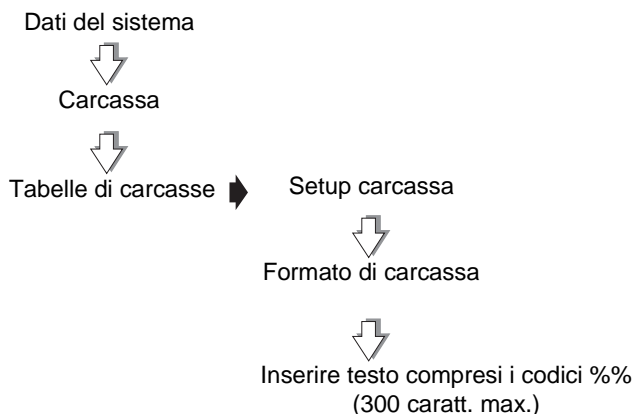 Dati del sistema
Carcassa
Tabelle di carcasse
Setup carcassa
Formato di carcassa
Inserire testo compresi i codici %%
(300 caratt. max.)